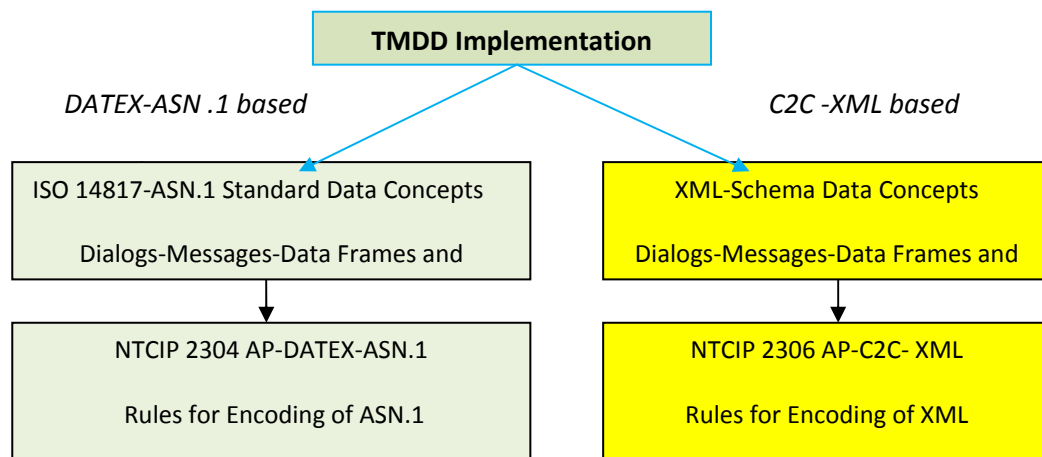 TMDD Implementation
DATEX-ASN .1 based
C2C -XML based
ISO 14817-ASN.1 Standard Data Concepts
Dialogs-Messages-Data Frames and
XML-Schema Data Concepts
Dialogs-Messages-Data Frames and
NTCIP 2304 AP-DATEX-ASN.1
Rules for Encoding of ASN.1
NTCIP 2306 AP-C2C- XML
Rules for Encoding of XML